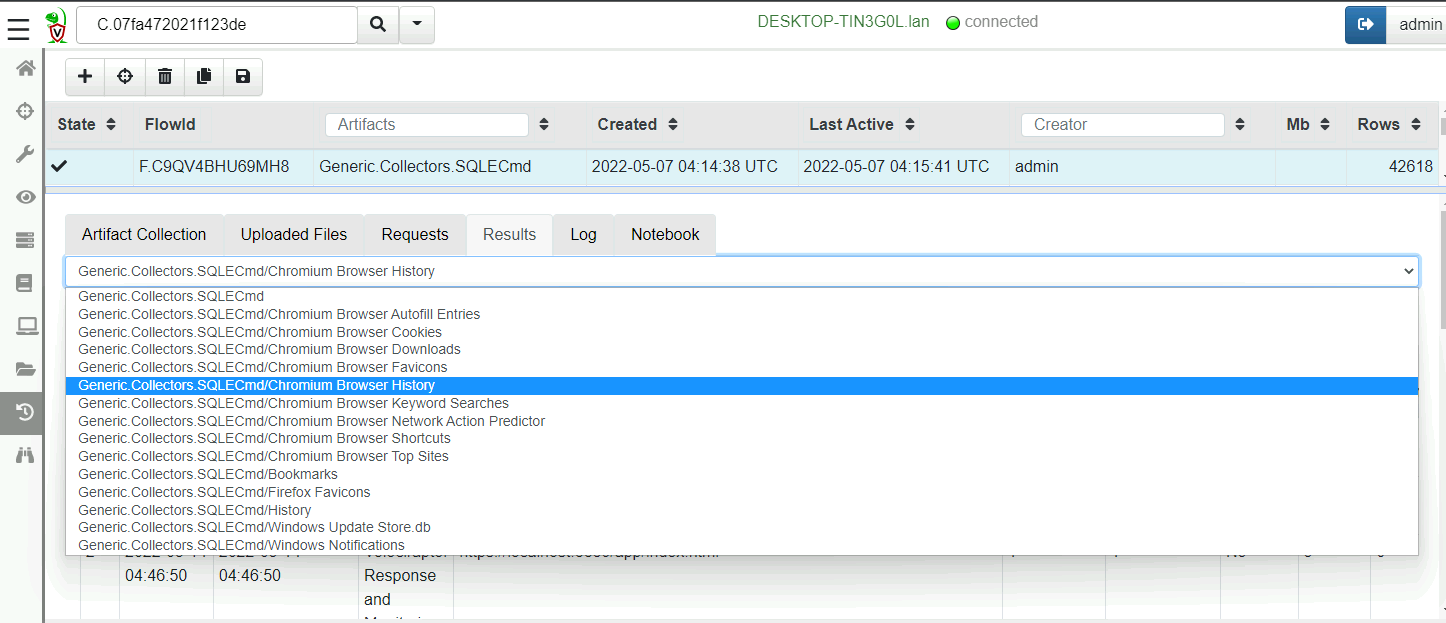 C.07fa472021f123de
DESKTOP-TIN3G0L.lan connected
admin
State FlowId Artifacts Created Last Active Creator Mb Rows
F.C9QV4BHU69MH8 Generic.Collectors.SQLECmd 2022-05-07 04:14:38 UTC 2022-05-07 04:15:41 UTC admin 42618
Artifact Collection Uploaded Files Requests Results Log Notebook
Generic.Collectors.SQLECmd/Chromium Browser History
Generic.Collectors.SQLECmd
Generic.Collectors.SQLECmd/Chromium Browser Autofill Entries
Generic.Collectors.SQLECmd/Chromium Browser Cookies
Generic.Collectors.SQLECmd/Chromium Browser Downloads
Generic.Collectors.SQLECmd/Chromium Browser Favicons
Generic.Collectors.SQLECmd/Chromium Browser History
Generic.Collectors.SQLECmd/Chromium Browser Keyword Searches
Generic.Collectors.SQLECmd/Chromium Browser Network Action Predictor
Generic.Collectors.SQLECmd/Chromium Browser Shortcuts
Generic.Collectors.SQLECmd/Chromium Browser Top Sites
Generic.Collectors.SQLECmd/Bookmarks
Generic.Collectors.SQLECmd/Firefox Favicons
Generic.Collectors.SQLECmd/History
Generic.Collectors.SQLECmd/Windows Update Store.db
Generic.Collectors.SQLECmd/Windows Notifications
04:46:50 04:46:50 Response
and